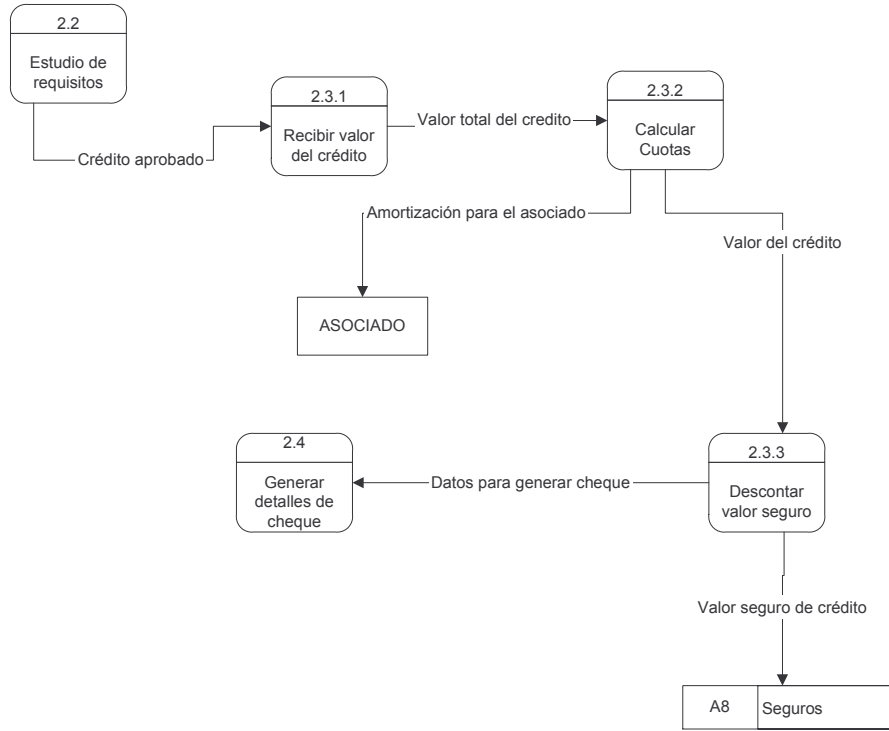 2.2
Estudio de
requisitos
2.3.1
Recibir valor
del crédito
Valor total del credito
2.3.2
Calcular
Cuotas
Crédito aprobado
Amortización para el asociado
Valor del crédito
ASOCIADO
2.4
Generar
detalles de
cheque
Datos para generar cheque
2.3.3
Descontar
valor seguro
Valor seguro de crédito
A8
Seguros